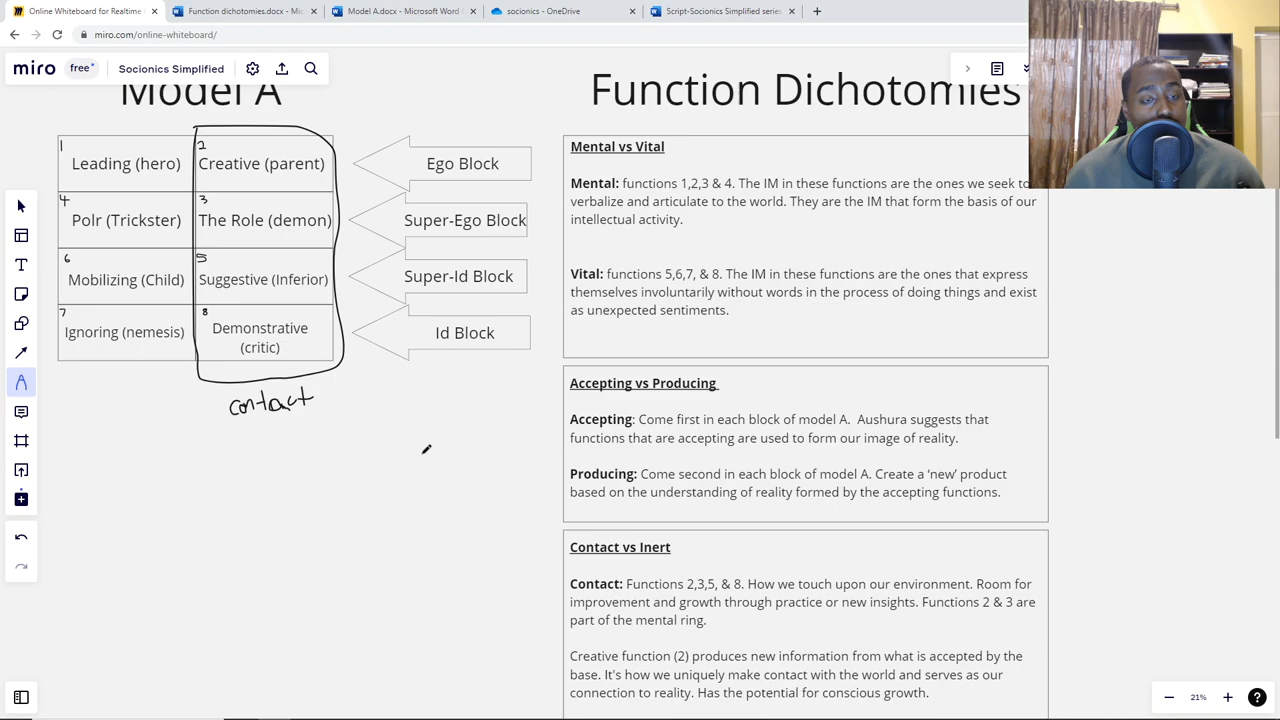 Online Whiteboard for Realtime
Function dichotomies.docx - Mic
Model A.docx - Microsoft Word
socionics - OneDrive
Script-Socionics Simplified series
miro.com/online-whiteboard/
miro
free
Socionics Simplified
Model A
Function Dichotomies
1
Leading (hero)
2
Creative (parent)
Ego Block
4
Polr (Trickster)
3
The Role (demon)
Super-Ego Block
6
Mobilizing (Child)
5
Suggestive (Inferior)
Super-Id Block
7
Ignoring (nemesis)
8
Demonstrative
(critic)
Id Block
contact
Mental vs Vital
Mental: functions 1,2,3 & 4. The IM in these functions are the ones we seek to
verbalize and articulate to the world. They are the IM that form the basis of our
intellectual activity.
Vital: functions 5,6,7, & 8. The IM in these functions are the ones that express
themselves involuntarily without words in the process of doing things and exist
as unexpected sentiments.
Accepting vs Producing
Accepting: Come first in each block of model A. Aushura suggests that
functions that are accepting are used to form our image of reality.
Producing: Come second in each block of model A. Create a ‘new’ product
based on the understanding of reality formed by the accepting functions.
Contact vs Inert
Contact: Functions 2,3,5, & 8. How we touch upon our environment. Room for
improvement and growth through practice or new insights. Functions 2 & 3 are
part of the mental ring.
Creative function (2) produces new information from what is accepted by the
base. It's how we uniquely make contact with the world and serves as our
connection to reality. Has the potential for conscious growth.
21%